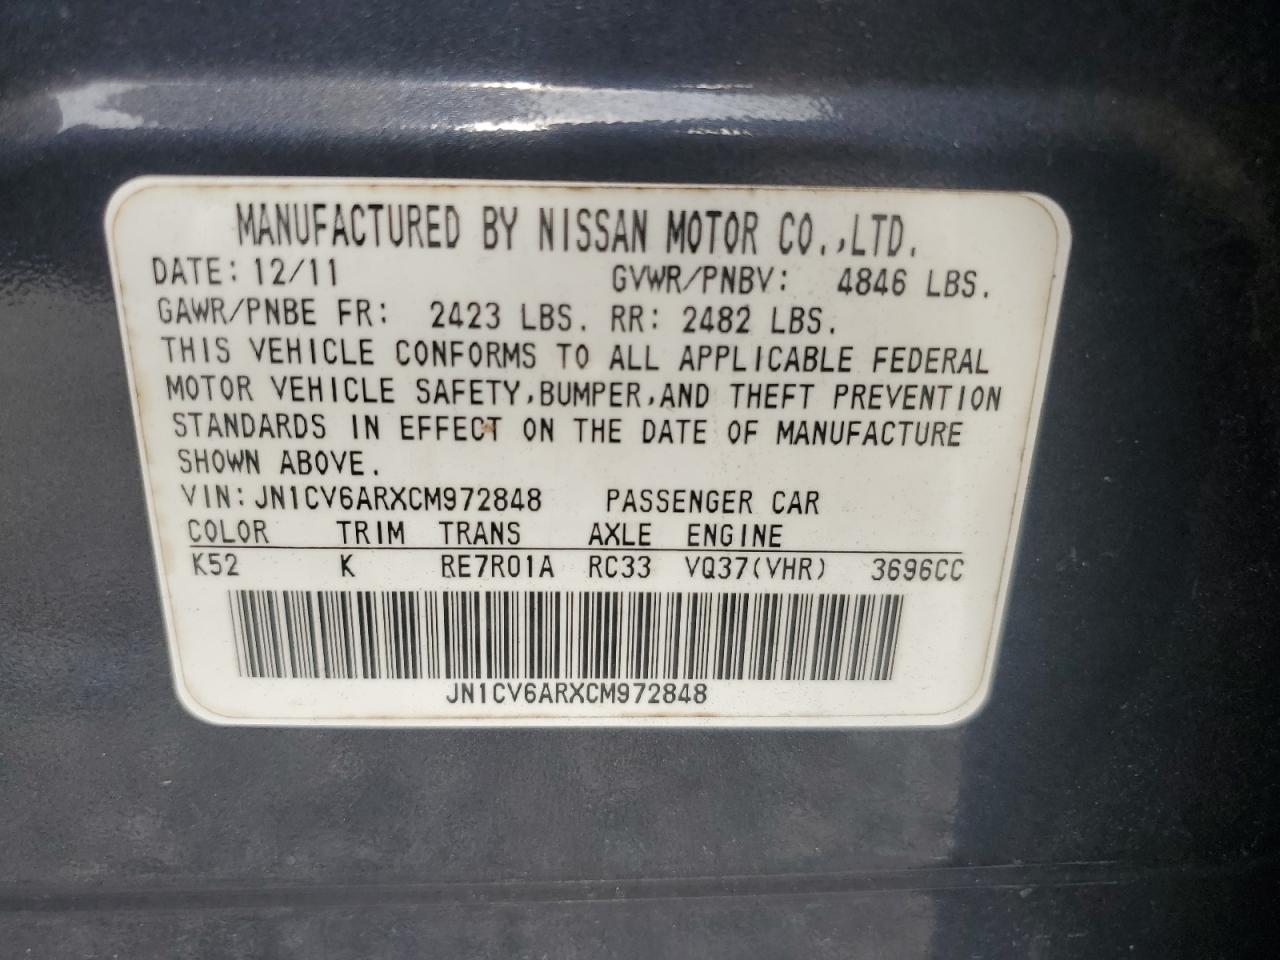 MANUFACTURED BY NISSAN MOTOR CO.,LTD.
DATE: 12/11 GVWR/PNBV: 4846 LBS.
GAWR/PNBE FR: 2423 LBS. RR: 2482 LBS.
THIS VEHICLE CONFORMS TO ALL APPLICABLE FEDERAL
MOTOR VEHICLE SAFETY,BUMPER,AND THEFT PREVENTION
STANDARDS IN EFFECT ON THE DATE OF MANUFACTURE
SHOWN ABOVE.
VIN:JN1CV6ARXCM972848 PASSENGER CAR
COLOR TRIM TRANS AXLE ENGINE
K52 K RE7R01A RC33 VQ37(VHR) 3696CC
JN1CV6ARXCM972848